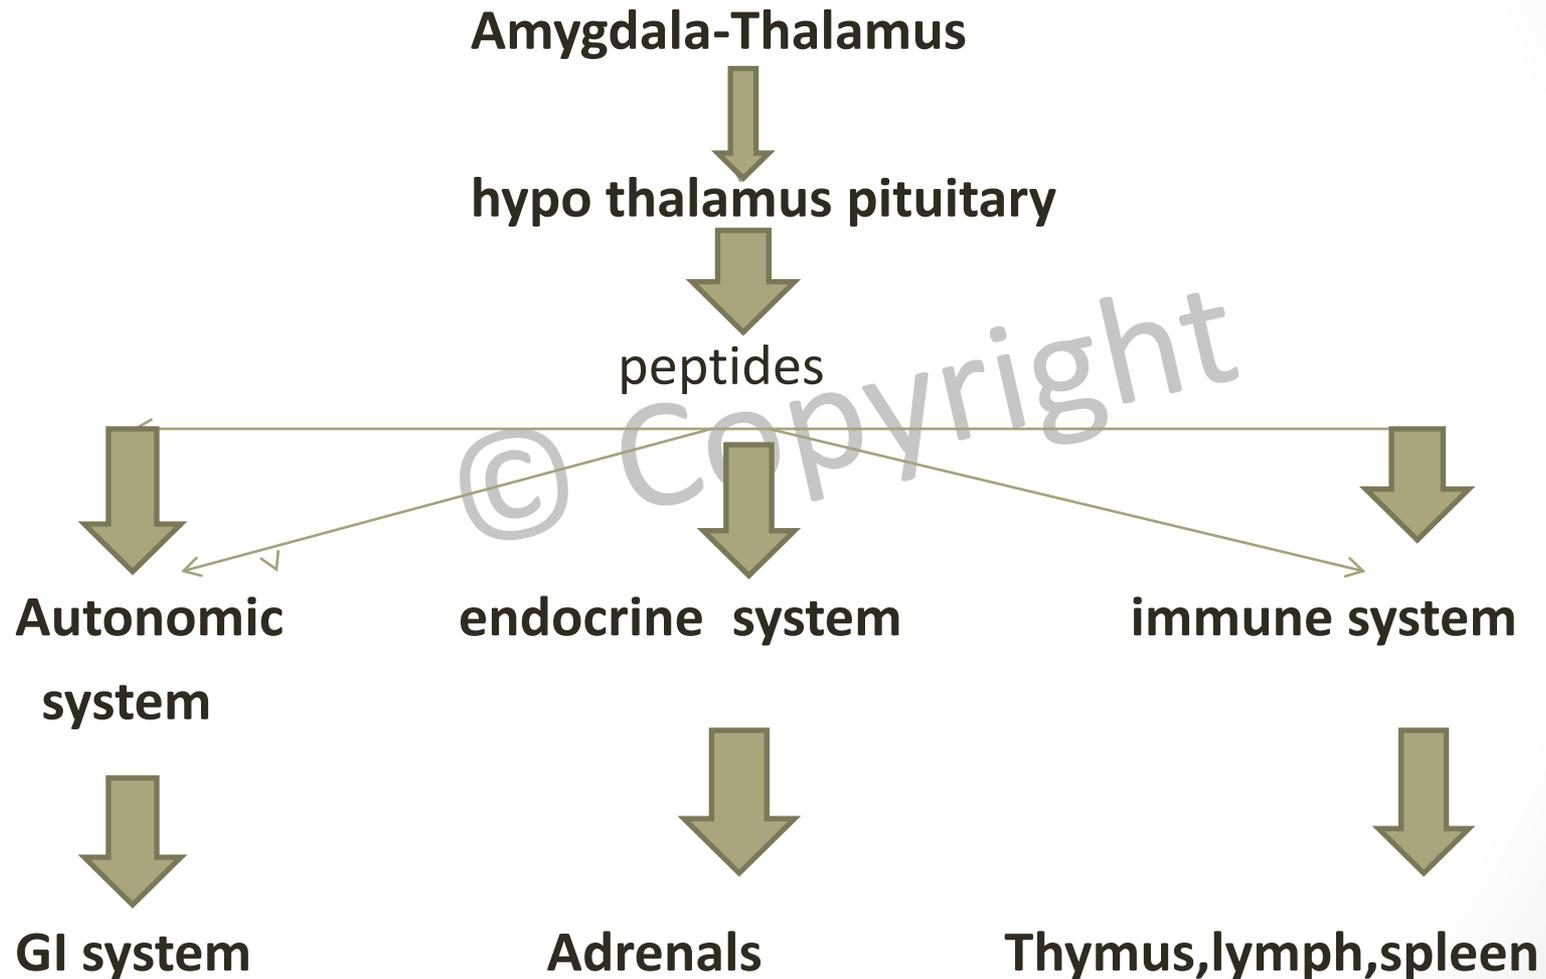 Amygdala-Thalamus
hypo thalamus pituitary
peptides
© Copyright
Autonomic
system
endocrine system
immune system
GI system
Adrenals
Thymus,lymph,spleen